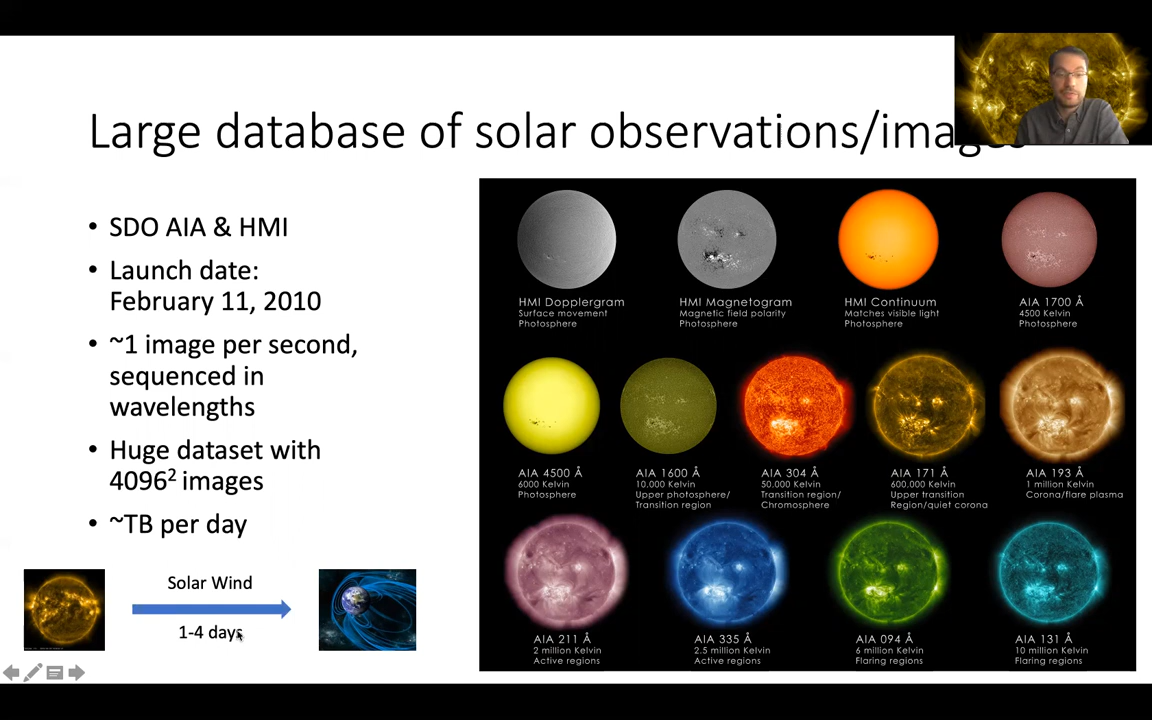 Large database of solar observations/images
• SDO AIA & HMI
• Launch date:
February 11, 2010
• ~1 image per second,
sequenced in
wavelengths
• Huge dataset with
4096² images
• ~TB per day
Solar Wind
1-4 days
HMI Dopplergram
Surface movement
Photosphere
HMI Magnetogram
Magnetic field polarity
Photosphere
HMI Continuum
Matches visible light
Photosphere
AIA 1700 Å
4500 Kelvin
Photosphere
AIA 4500 Å
6000 Kelvin
Photosphere
AIA 1600 Å
10,000 Kelvin
Upper photosphere/
Transition region
AIA 304 Å
50,000 Kelvin
Transition region/
Chromosphere
AIA 171 Å
600,000 Kelvin
Upper transition
Region/quiet corona
AIA 193 Å
1 million Kelvin
Corona/flare plasma
AIA 211 Å
2 million Kelvin
Active regions
AIA 335 Å
2.5 million Kelvin
Active regions
AIA 094 Å
6 million Kelvin
Flaring regions
AIA 131 Å
10 million Kelvin
Flaring regions